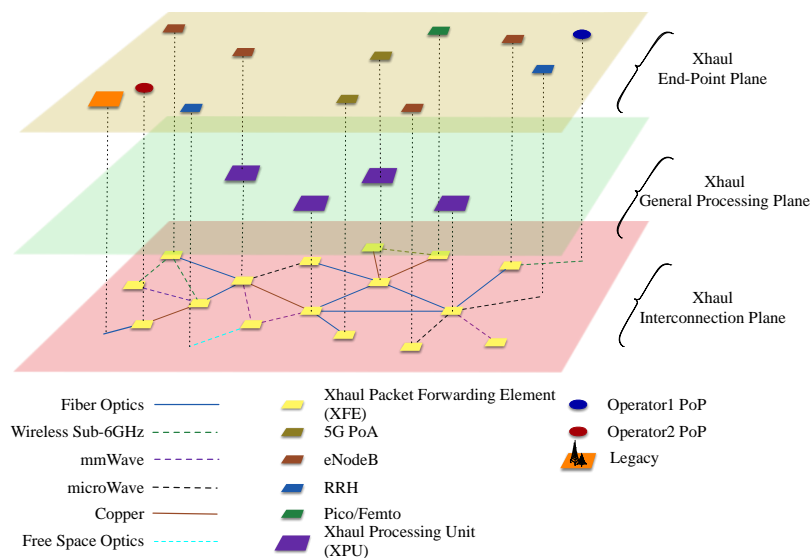 Xhaul
End-Point Plane
Xhaul
General Processing Plane
Xhaul
Interconnection Plane
Fiber Optics
Wireless Sub-6GHz
mmWave
microWave
Copper
Free Space Optics
Xhaul Packet Forwarding Element
(XFE)
5G PoA
eNodeB
RRH
Pico/Femto
Xhaul Processing Unit
(XPU)
Operator1 PoP
Operator2 PoP
Legacy